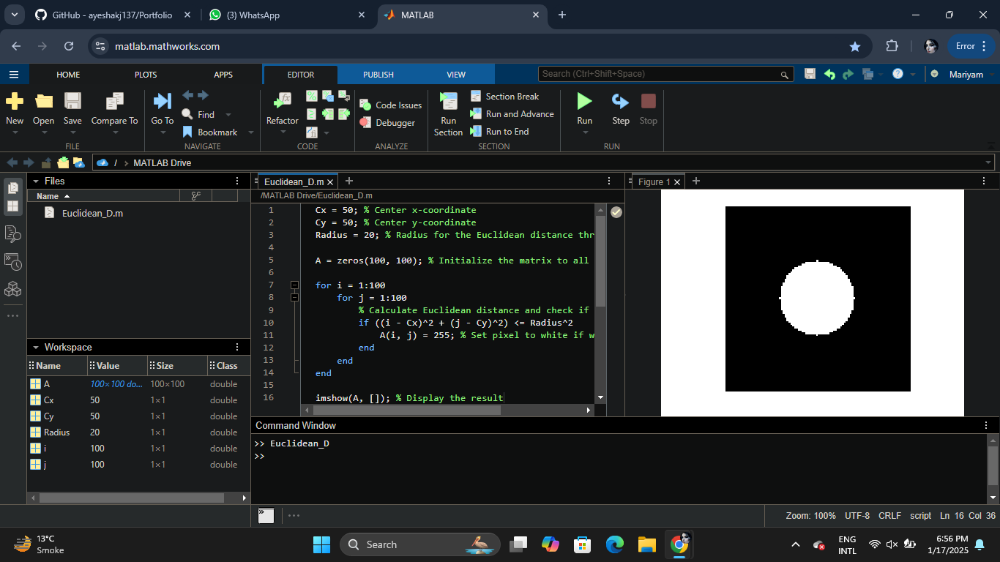 GitHub - ayeshakj137/Portfolio
(3) WhatsApp
MATLAB
matlab.mathworks.com
Error
HOME PLOTS APPS EDITOR PUBLISH VIEW
Search (Ctrl+Shift+Space)
Mariyam
New Open Save Compare To
FILE
Go To
Find
Bookmark
NAVIGATE
Refactor
CODE
Code Issues
Debugger
ANALYZE
Run Section
Section Break
Run and Advance
Run to End
SECTION
Run Step Stop
RUN
/ > MATLAB Drive
Files
Name
Euclidean_D.m
Workspace
Name Value Size Class
A 100×100 do... 100×100 double
Cx 50 1×1 double
Cy 50 1×1 double
Radius 20 1×1 double
i 100 1×1 double
j 100 1×1 double
Euclidean_D.m
/MATLAB Drive/Euclidean_D.m
1 Cx = 50; % Center x-coordinate
2 Cy = 50; % Center y-coordinate
3 Radius = 20; % Radius for the Euclidean distance thr
4
5 A = zeros(100, 100); % Initialize the matrix to all
6
7 for i = 1:100
8 for j = 1:100
9 % Calculate Euclidean distance and check if
10 if ((i - Cx)^2 + (j - Cy)^2) <= Radius^2
11 A(i, j) = 255; % Set pixel to white if w
12 end
13 end
14 end
15
16 imshow(A, []); % Display the result
Figure 1
Command Window
>> Euclidean_D
>>
Zoom: 100% UTF-8 CRLF script Ln 16 Col 36
13°C
Smoke
Search
ENG
INTL
6:56 PM
1/17/2025